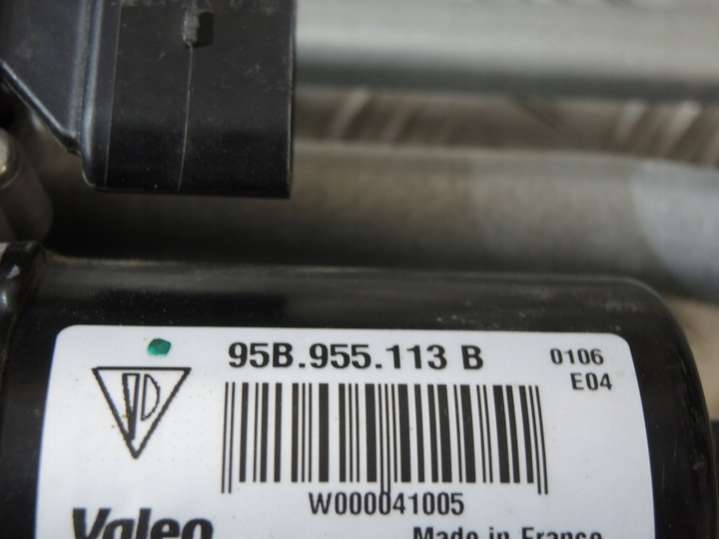 95B.955.113 B
0106
E04
W000041005
Valeo
Made in France